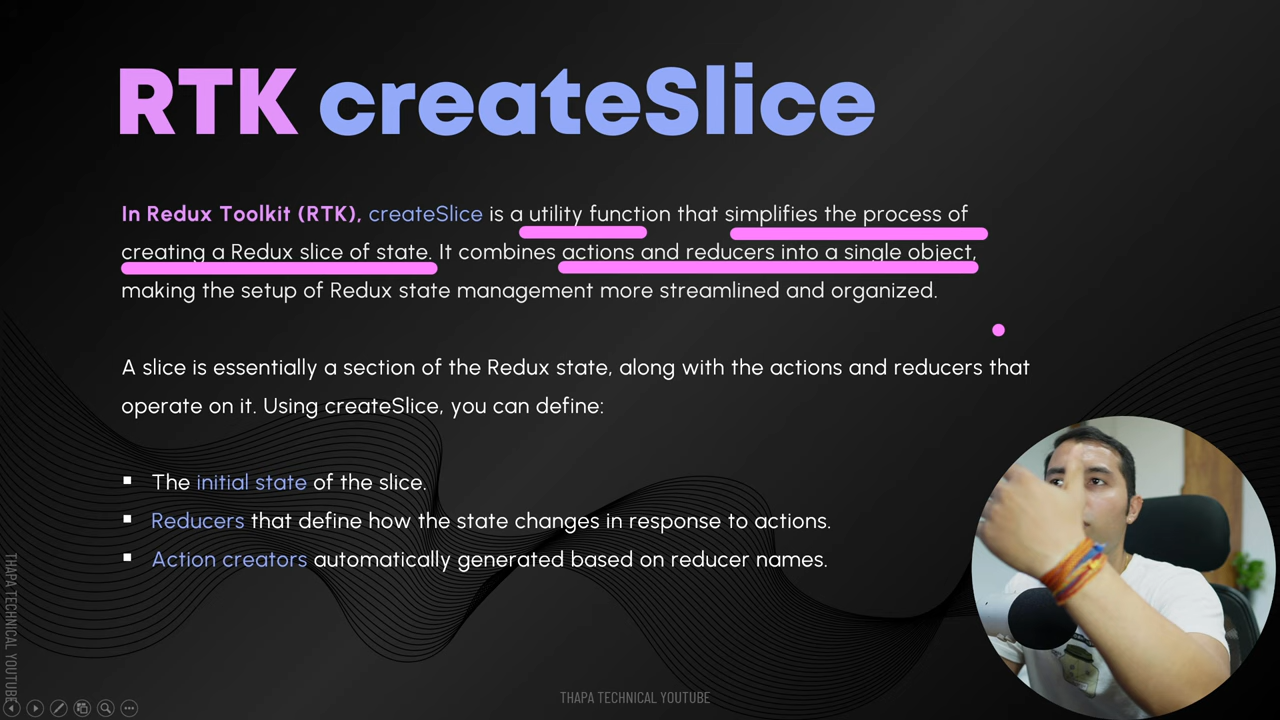 RTK createSlice
In Redux Toolkit (RTK), createSlice is a utility function that simplifies the process of
creating a Redux slice of state. It combines actions and reducers into a single object,
making the setup of Redux state management more streamlined and organized.
A slice is essentially a section of the Redux state, along with the actions and reducers that
operate on it. Using createSlice, you can define:
▪ The initial state of the slice.
▪ Reducers that define how the state changes in response to actions.
▪ Action creators automatically generated based on reducer names.
THAPA TECHNICAL YOUTUBE
THAPA TECHNICAL YOUTUBE